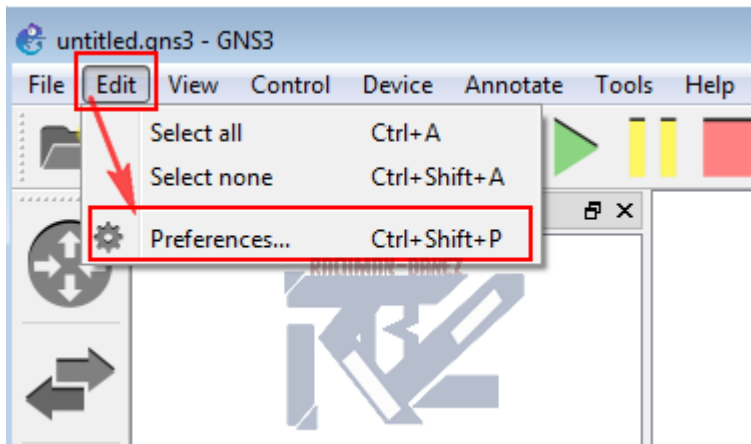 untitled.gns3 - GNS3
File Edit View Control Device Annotate Tools Help
Select all Ctrl+A
Select none Ctrl+Shift+A
Preferences... Ctrl+Shift+P